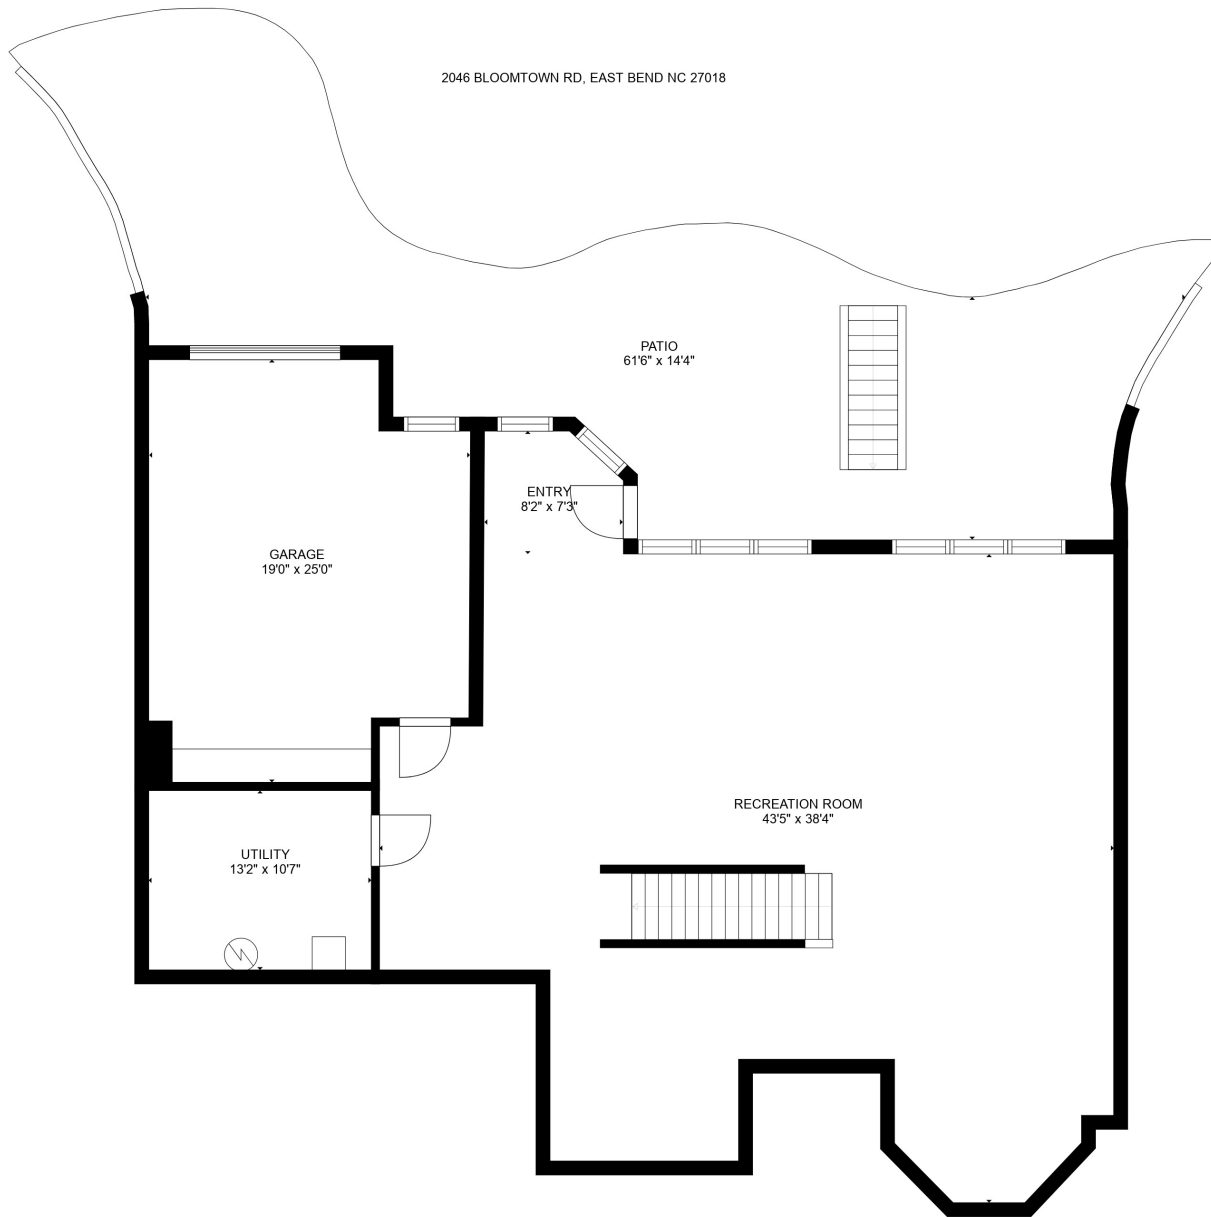 2046 BLOOMTOWN RD, EAST BEND NC 27018
PATIO
61'6" x 14'4"
ENTRY
8'2" x 7'3"
GARAGE
19'0" x 25'0"
RECREATION ROOM
43'5" x 38'4"
UTILITY
13'2" x 10'7"